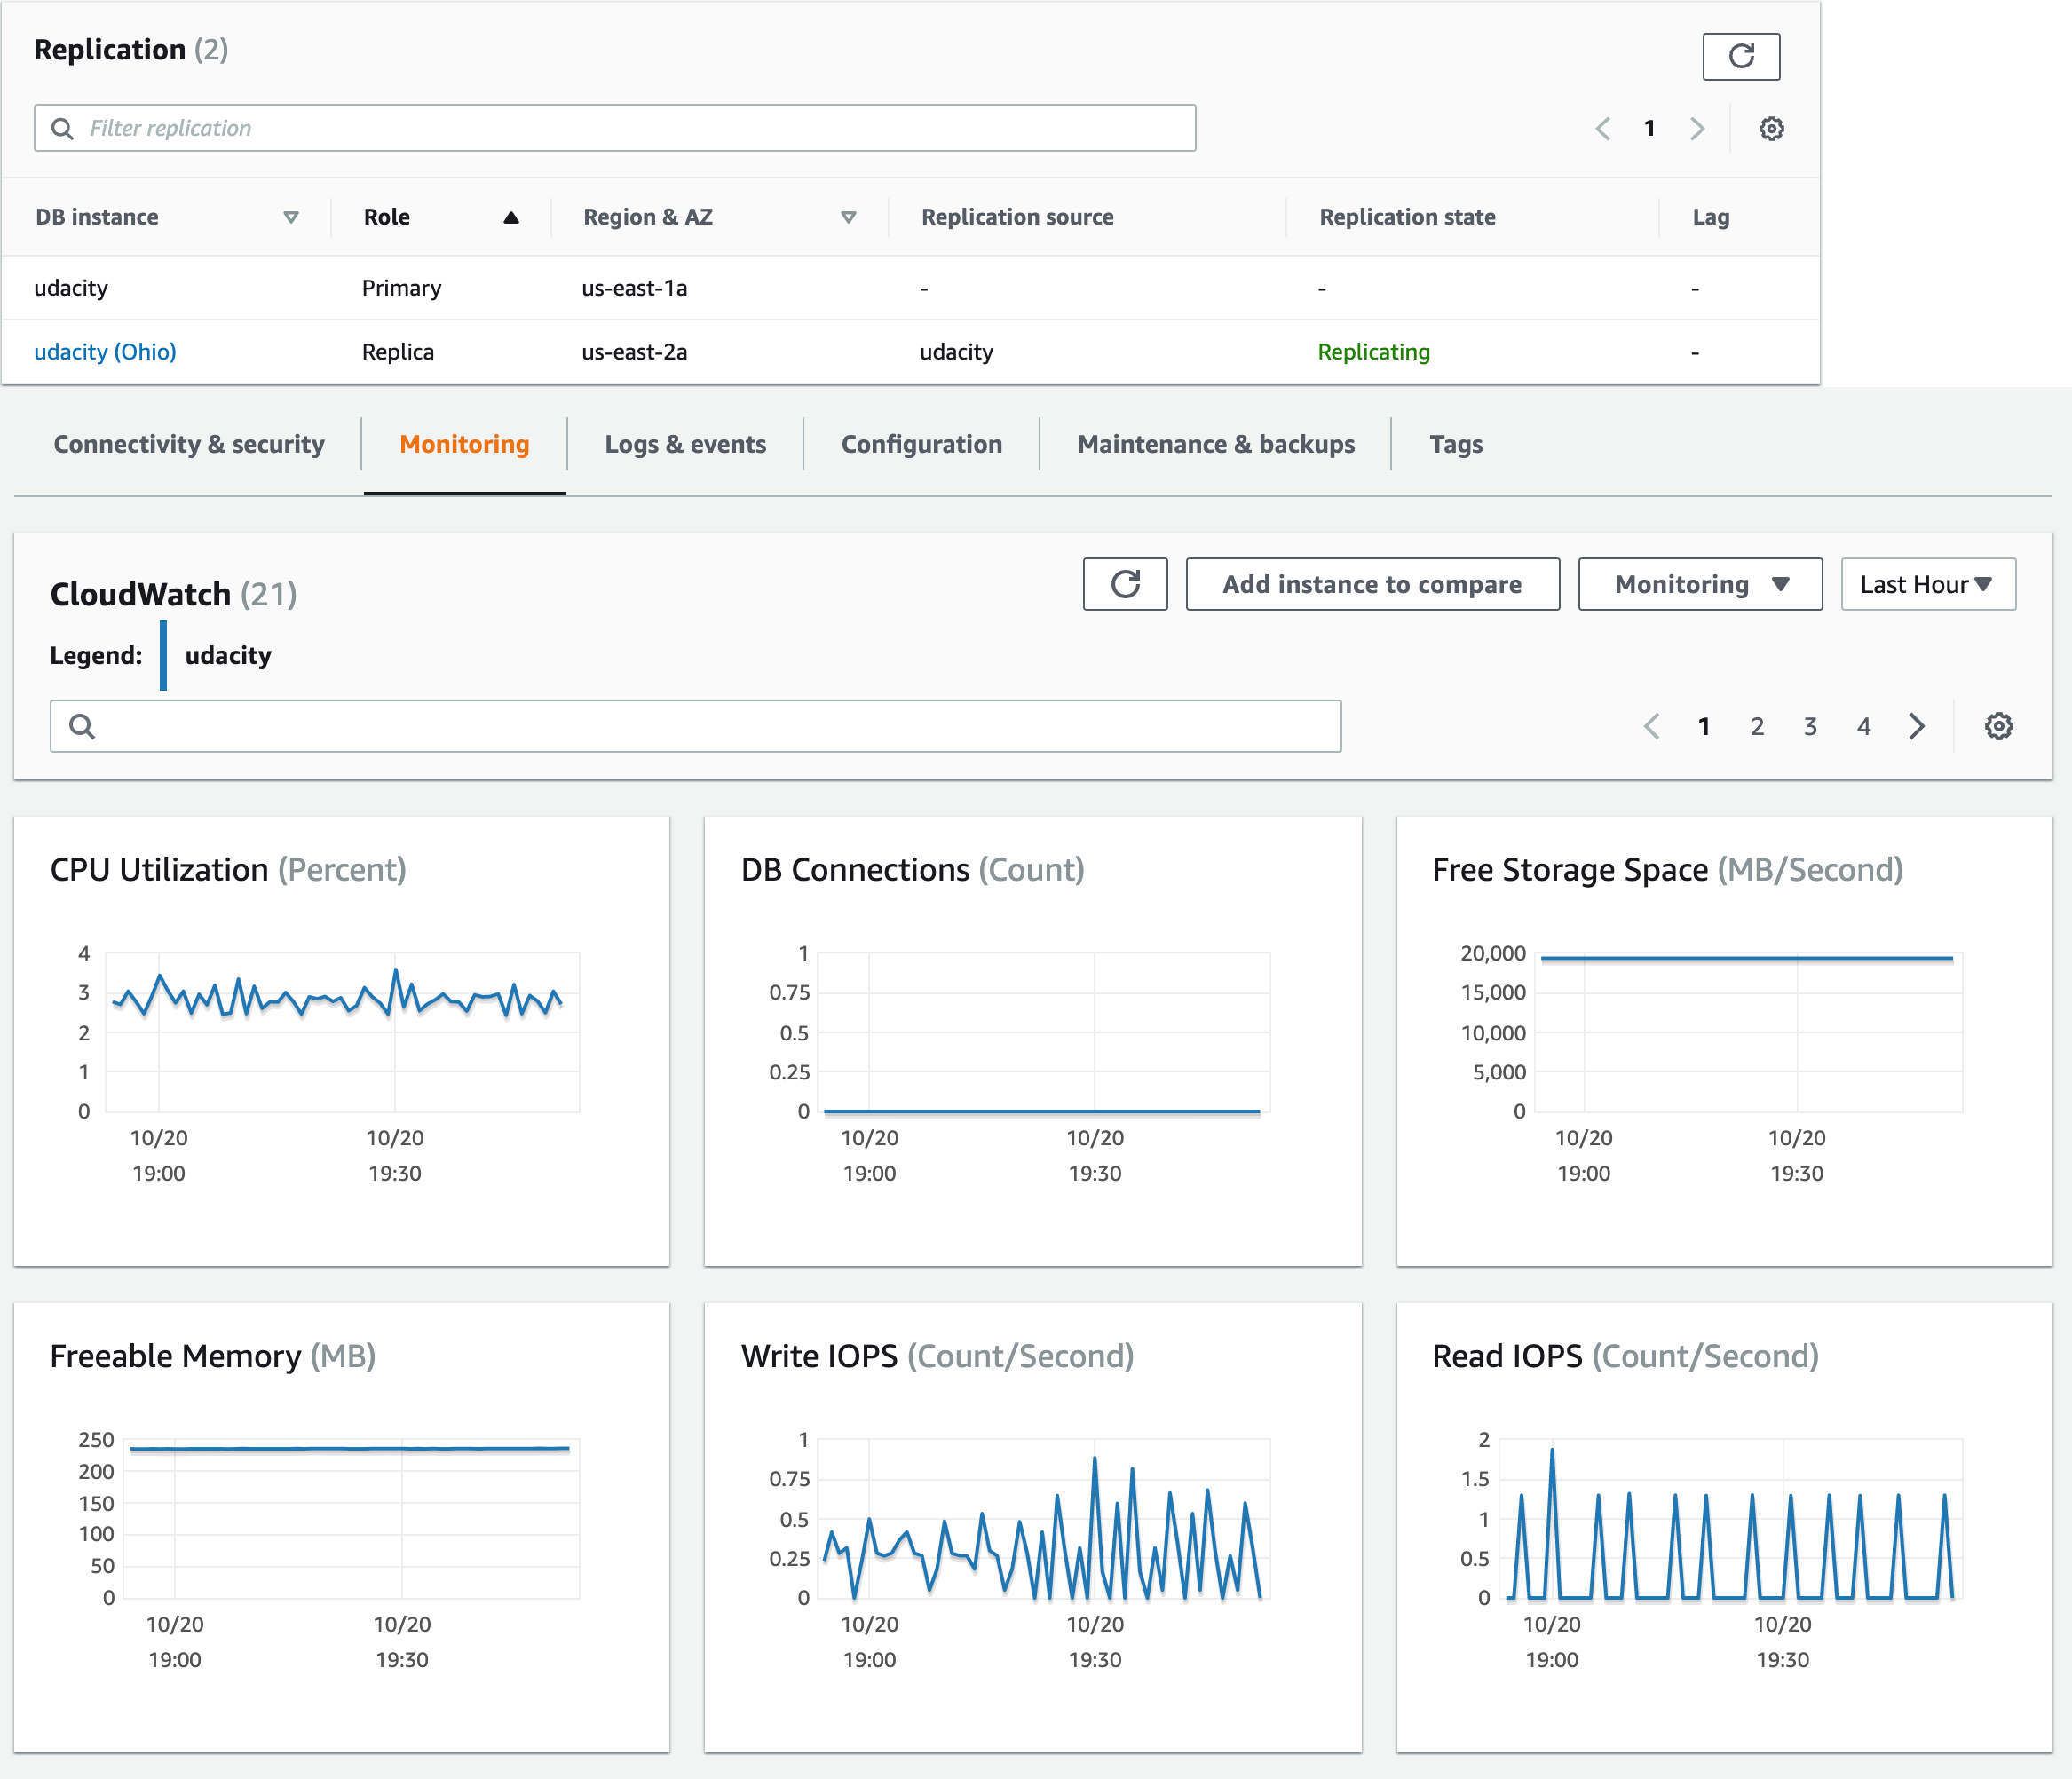 Replication (2)
Filter replication
1
DB instance Role Region & AZ Replication source Replication state Lag
udacity Primary us-east-1a - - -
udacity (Ohio) Replica us-east-2a udacity Replicating -
Connectivity & security Monitoring Logs & events Configuration Maintenance & backups Tags
CloudWatch (21)
Add instance to compare Monitoring Last Hour
Legend: udacity
1 2 3 4
CPU Utilization (Percent)
4
3
2
1
0
10/20 10/20
19:00 19:30
DB Connections (Count)
1
0.75
0.5
0.25
0
10/20 10/20
19:00 19:30
Free Storage Space (MB/Second)
20,000
15,000
10,000
5,000
0
10/20 10/20
19:00 19:30
Freeable Memory (MB)
250
200
150
100
50
0
10/20 10/20
19:00 19:30
Write IOPS (Count/Second)
1
0.75
0.5
0.25
0
10/20 10/20
19:00 19:30
Read IOPS (Count/Second)
2
1.5
1
0.5
0
10/20 10/20
19:00 19:30